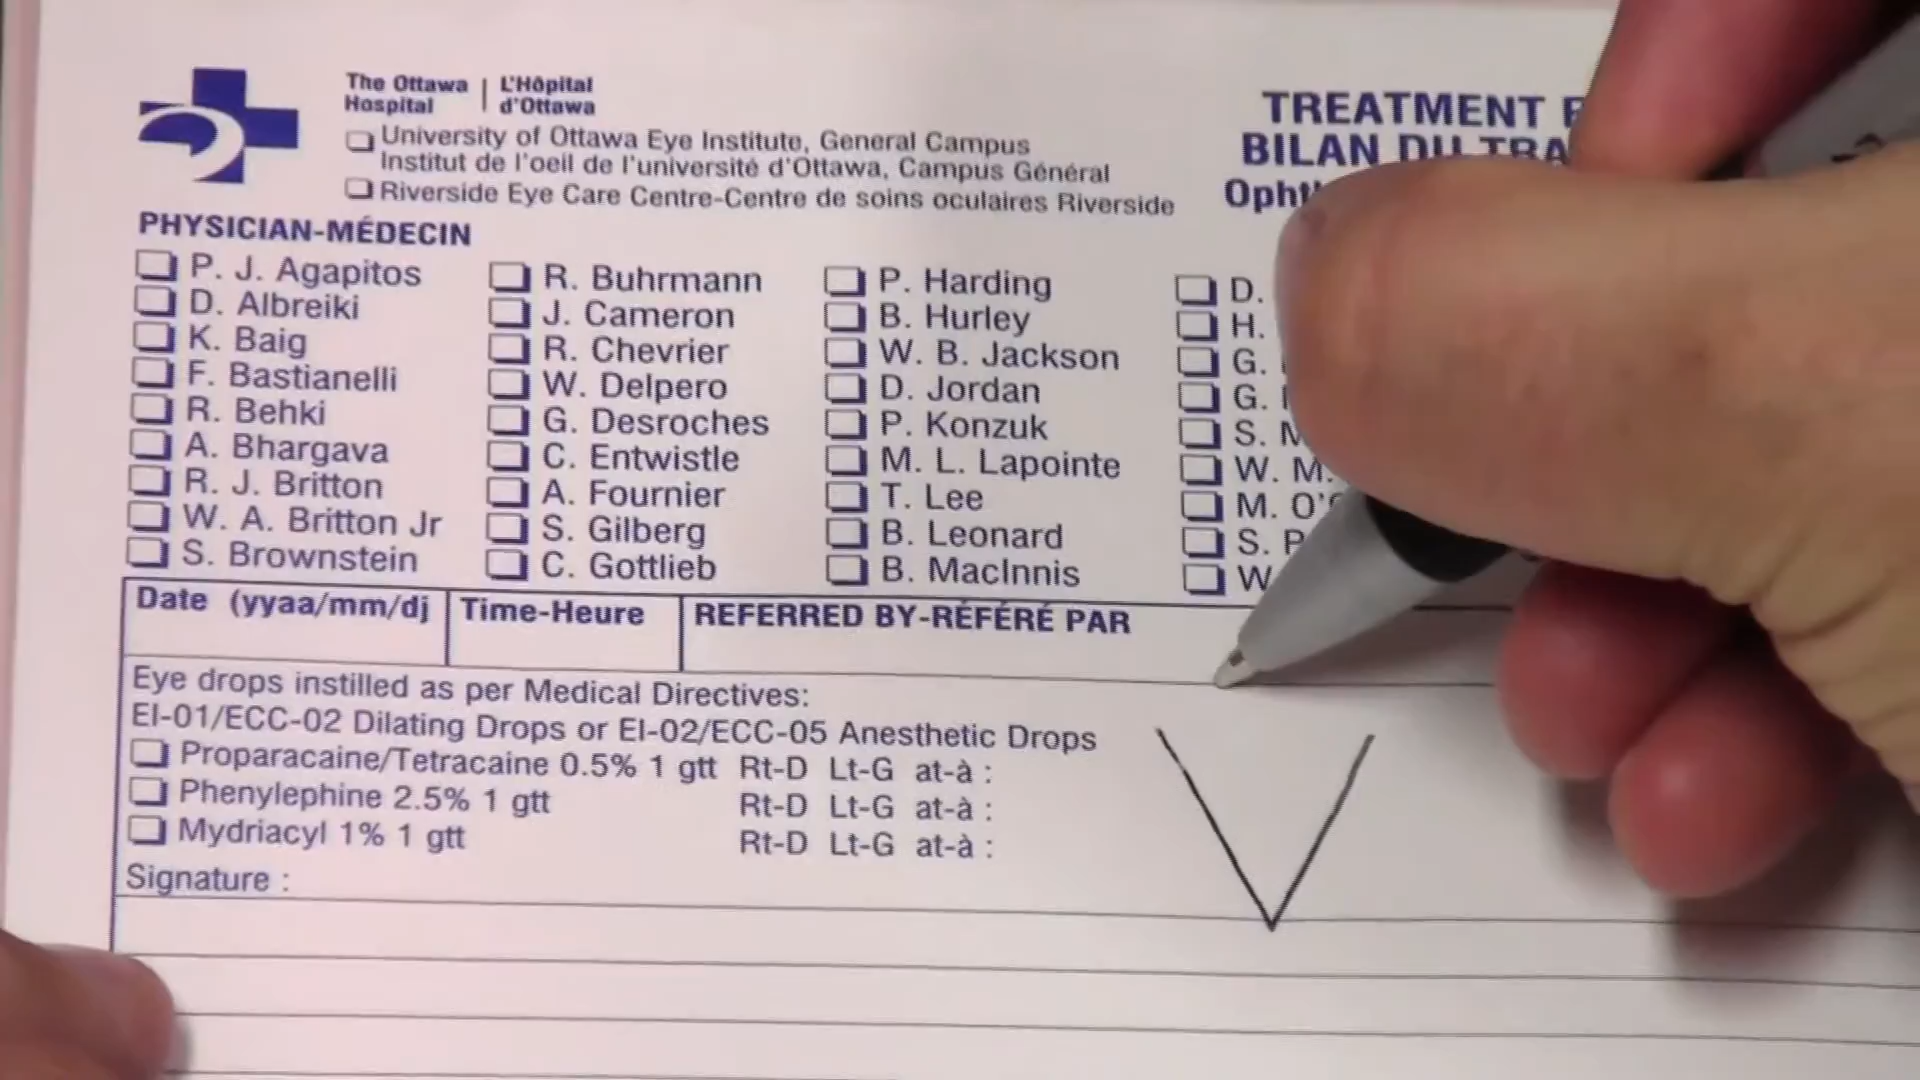 The Ottawa Hospital | L'Hôpital d'Ottawa
University of Ottawa Eye Institute, General Campus
Institut de l'oeil de l'université d'Ottawa, Campus Général
Riverside Eye Care Centre-Centre de soins oculaires Riverside
TREATMENT
BILAN DU
PHYSICIAN-MÉDECIN
P. J. Agapitos
D. Albreiki
K. Baig
F. Bastianelli
R. Behki
A. Bhargava
R. J. Britton
W. A. Britton Jr
S. Brownstein
R. Buhrmann
J. Cameron
R. Chevrier
W. Delpero
G. Desroches
C. Entwistle
A. Fournier
S. Gilberg
C. Gottlieb
P. Harding
B. Hurley
W. B. Jackson
D. Jordan
P. Konzuk
M. L. Lapointe
T. Lee
B. Leonard
B. MacInnis
D.
H.
G.
G.
S.
W. M.
M.
S.
W
Date (yyaa/mm/dj
Time-Heure
REFERRED BY-RÉFÉRÉ PAR
Eye drops instilled as per Medical Directives:
EI-01/ECC-02 Dilating Drops or EI-02/ECC-05 Anesthetic Drops
Proparacaine/Tetracaine 0.5% 1 gtt Rt-D Lt-G at-à :
Phenylephine 2.5% 1 gtt Rt-D Lt-G at-à :
Mydriacyl 1% 1 gtt Rt-D Lt-G at-à :
Signature :